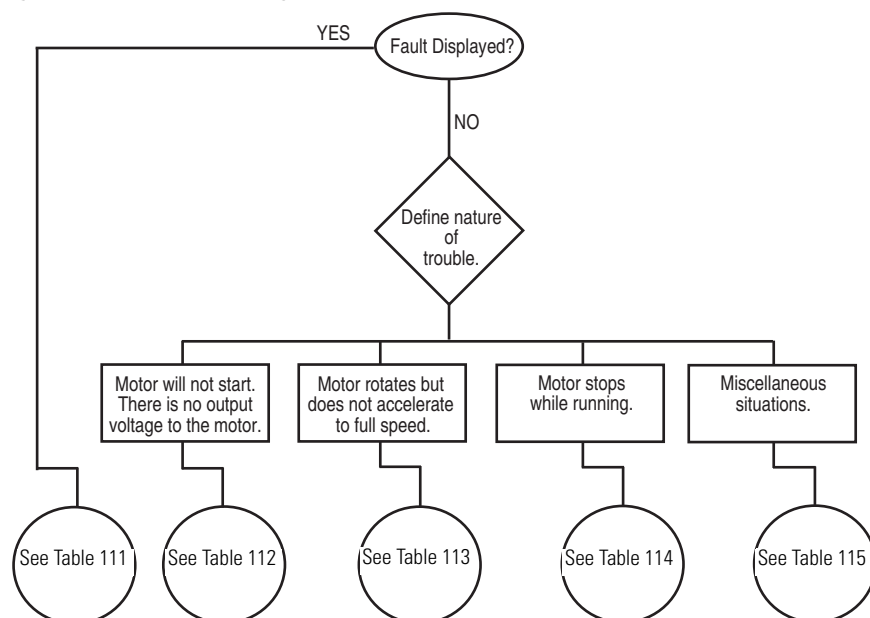 YES
Fault Displayed?
NO
Define nature
of
trouble.
Motor will not start.
There is no output
voltage to the motor.
Motor rotates but
does not accelerate
to full speed.
Motor stops
while running.
Miscellaneous
situations.
See Table 111
See Table 112
See Table 113
See Table 114
See Table 115